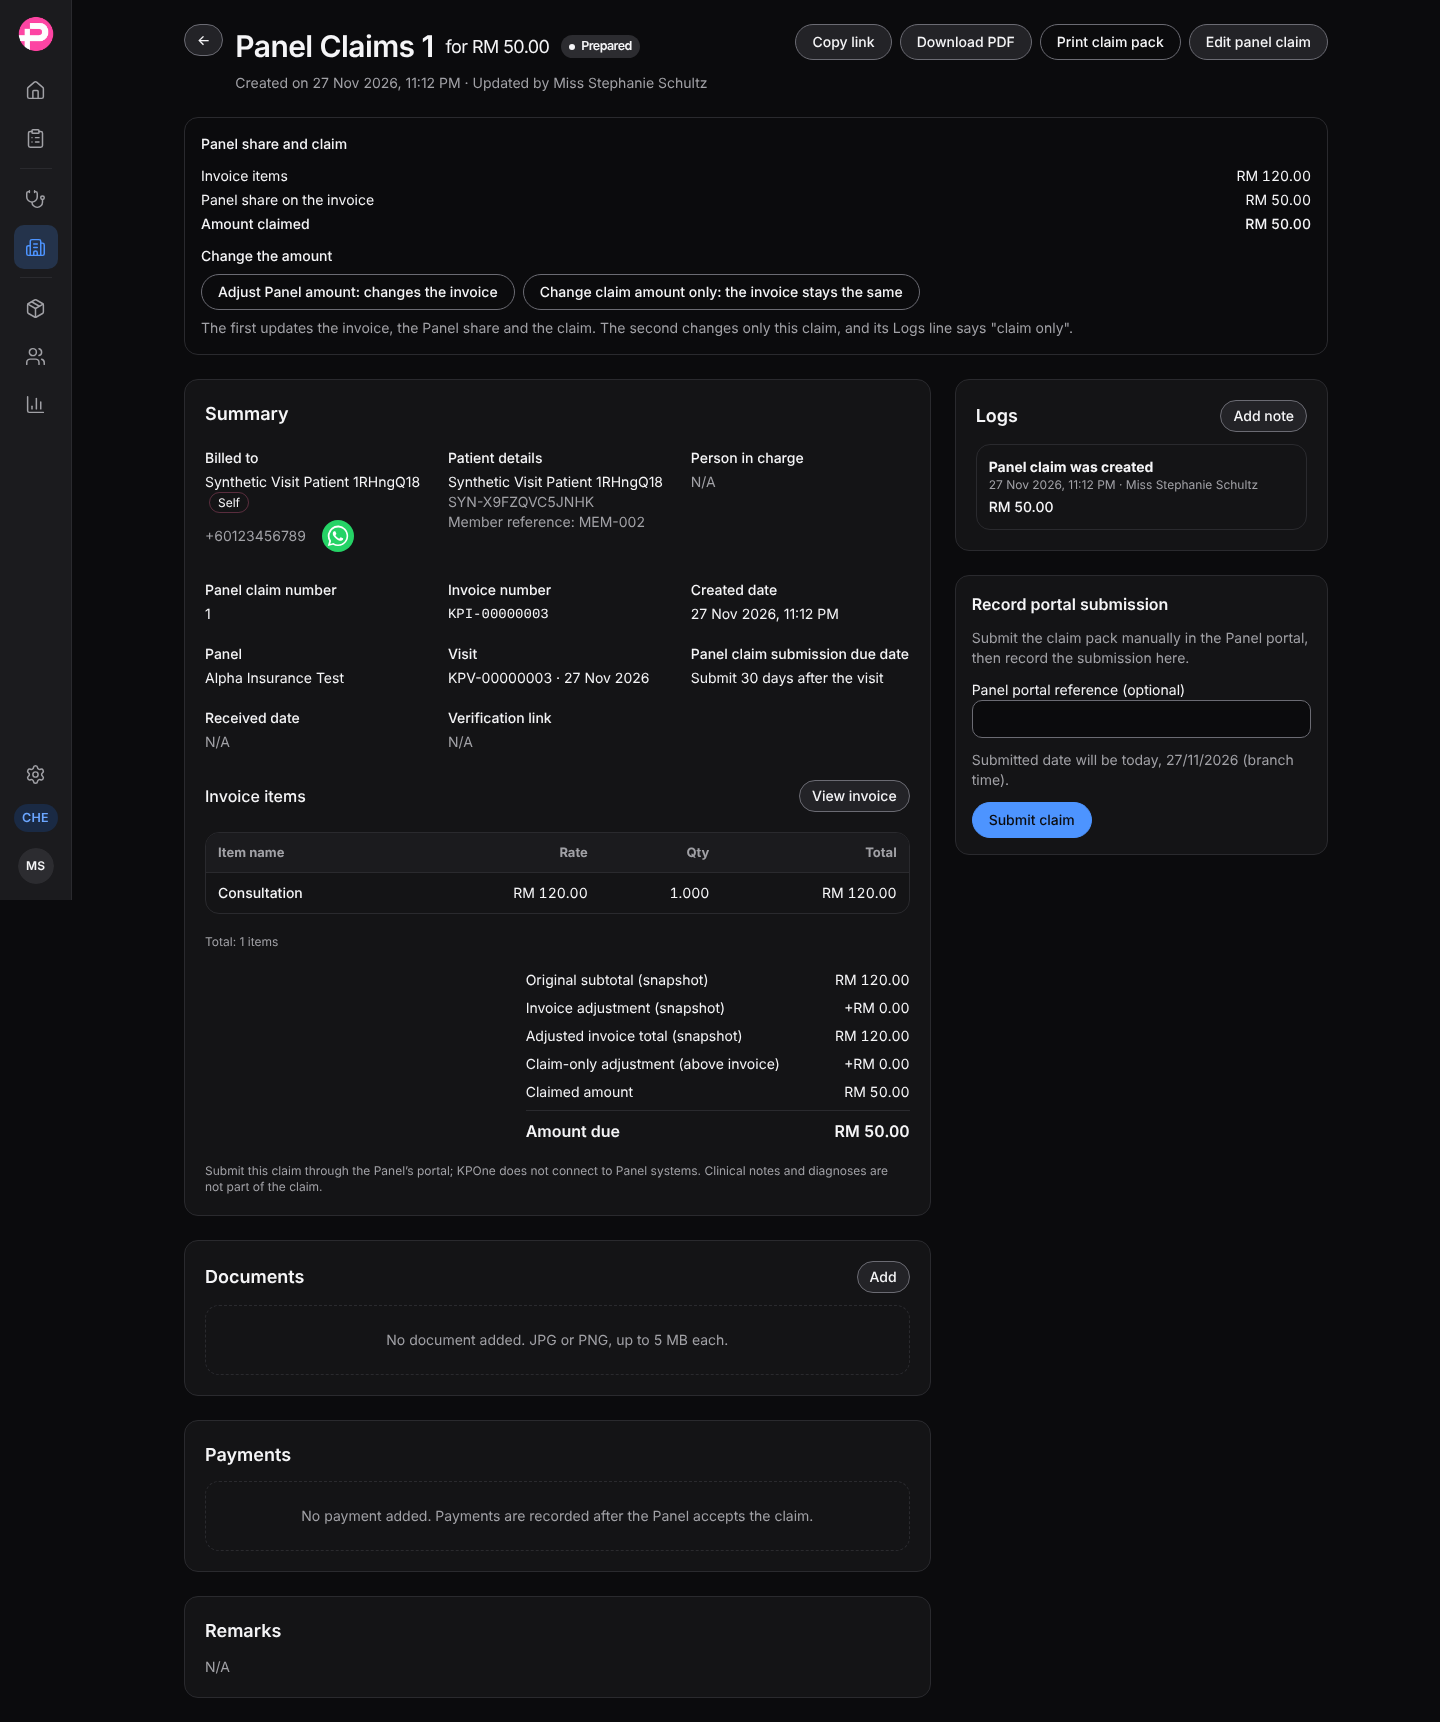 Panel Claims 1 for RM 50.00 Prepared
Created on 27 Nov 2026, 11:12 PM · Updated by Miss Stephanie Schultz
Copy link
Download PDF
Print claim pack
Edit panel claim
Panel share and claim
Invoice items RM 120.00
Panel share on the invoice RM 50.00
Amount claimed RM 50.00
Change the amount
Adjust Panel amount: changes the invoice
Change claim amount only: the invoice stays the same
The first updates the invoice, the Panel share and the claim. The second changes only this claim, and its Logs line says "claim only".
Summary
Billed to
Synthetic Visit Patient 1RHngQ18
Self
+60123456789
Patient details
Synthetic Visit Patient 1RHngQ18
SYN-X9FZQVC5JNHK
Member reference: MEM-002
Person in charge
N/A
Panel claim number
1
Invoice number
KPI-00000003
Created date
27 Nov 2026, 11:12 PM
Panel
Alpha Insurance Test
Visit
KPV-00000003 · 27 Nov 2026
Panel claim submission due date
Submit 30 days after the visit
Received date
N/A
Verification link
N/A
Invoice items
View invoice
Item name Rate Qty Total
Consultation RM 120.00 1.000 RM 120.00
Total: 1 items
Original subtotal (snapshot) RM 120.00
Invoice adjustment (snapshot) +RM 0.00
Adjusted invoice total (snapshot) RM 120.00
Claim-only adjustment (above invoice) +RM 0.00
Claimed amount RM 50.00
Amount due RM 50.00
Submit this claim through the Panel's portal; KPOne does not connect to Panel systems. Clinical notes and diagnoses are
not part of the claim.
Documents
Add
No document added. JPG or PNG, up to 5 MB each.
Payments
No payment added. Payments are recorded after the Panel accepts the claim.
Remarks
N/A
Logs
Add note
Panel claim was created
27 Nov 2026, 11:12 PM · Miss Stephanie Schultz
RM 50.00
Record portal submission
Submit the claim pack manually in the Panel portal,
then record the submission here.
Panel portal reference (optional)
Submitted date will be today, 27/11/2026 (branch
time).
Submit claim
CHE
MS